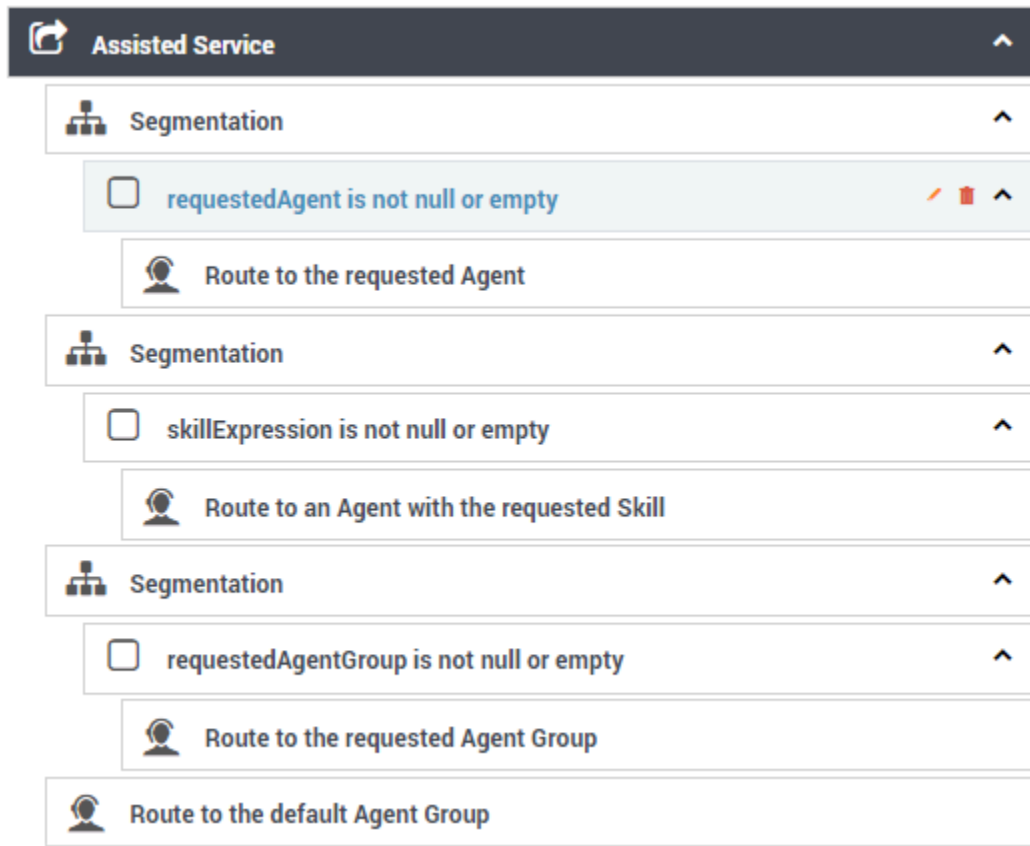 Assisted Service
Segmentation
requestedAgent is not null or empty
Route to the requested Agent
Segmentation
skillExpression is not null or empty
Route to an Agent with the requested Skill
Segmentation
requestedAgentGroup is not null or empty
Route to the requested Agent Group
Route to the default Agent Group